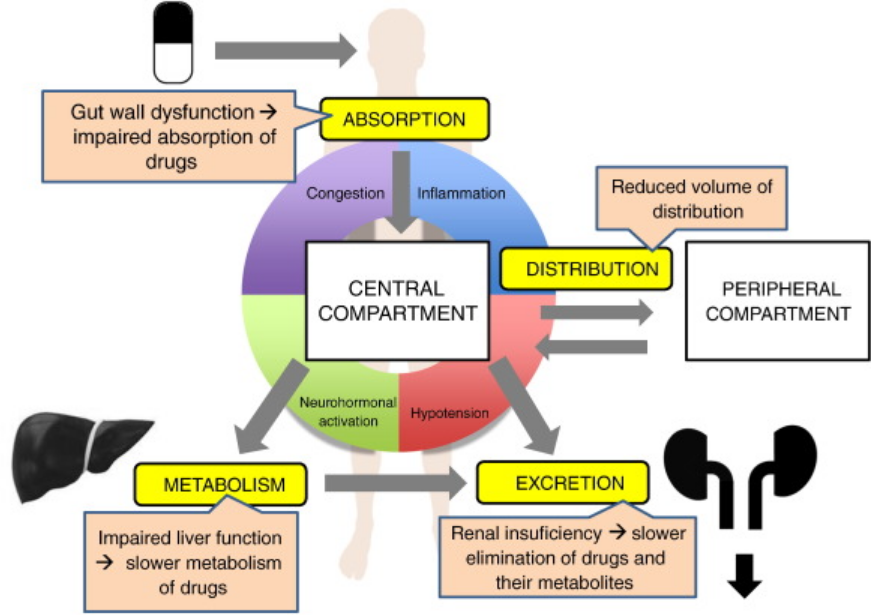 Gut wall dysfunction →
impaired absorption of
drugs
ABSORPTION
Congestion
Inflammation
Reduced volume of
distribution
DISTRIBUTION
CENTRAL
COMPARTMENT
PERIPHERAL
COMPARTMENT
Neurohormonal
activation
Hypotension
METABOLISM
EXCRETION
Impaired liver function
→ slower metabolism
of drugs
Renal insuficiency → slower
elimination of drugs and
their metabolites